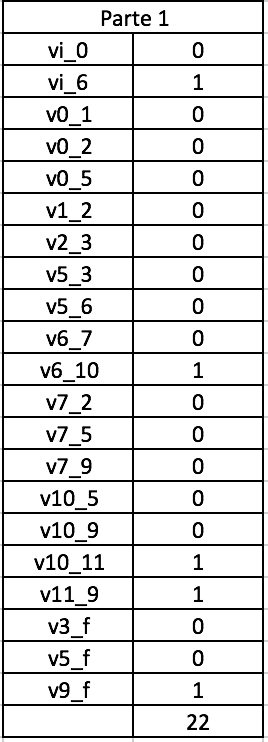 Parte 1
vi_0 0
vi_6 1
v0_1 0
v0_2 0
v0_5 0
v1_2 0
v2_3 0
v5_3 0
v5_6 0
v6_7 0
v6_10 1
v7_2 0
v7_5 0
v7_9 0
v10_5 0
v10_9 0
v10_11 1
v11_9 1
v3_f 0
v5_f 0
v9_f 1
22